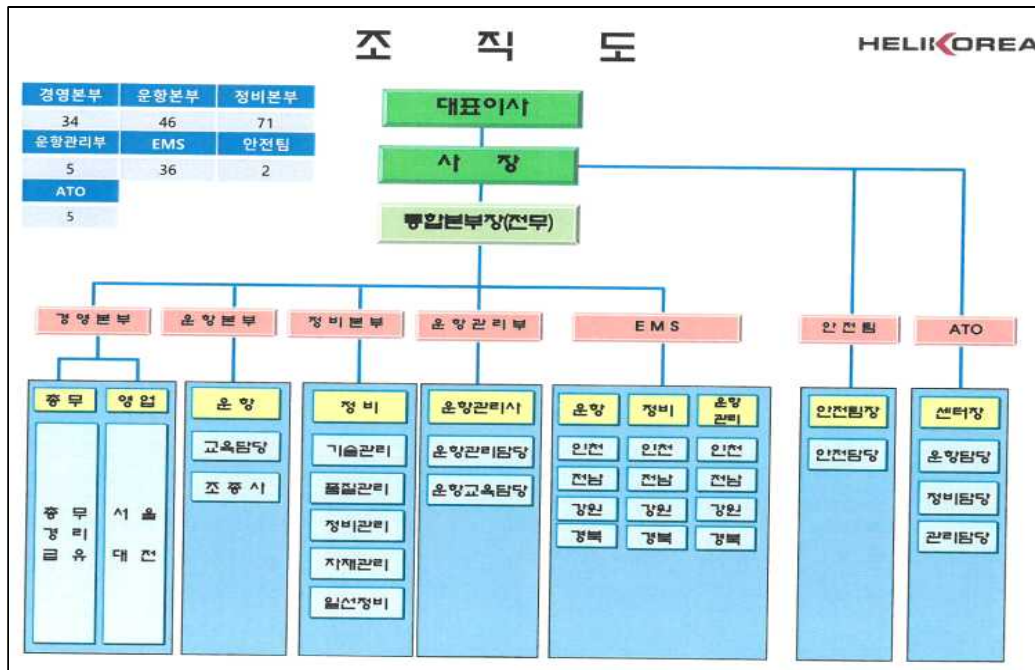 조 직 도
HELIKOREA
경영본부 운항본부 정비본부
34 46 71
운항관리부 EMS 안전팀
5 36 2
ATO
5
대표이사
사 장
통합본부장(전무)
경영본부 운항본부 정비본부 운항관리부 EMS 안전팀 ATO
총무 영업
총무 서울
경리
급유 대전
운항
교육담당
조종사
정비
기술관리
품질관리
정비관리
자재관리
일선정비
운항관리사
운항관리담당
운항교육담당
운항 정비 운항관리
인천 인천 인천
전남 전남 전남
강원 강원 강원
경북 경북 경북
안전팀장
안전담당
센터장
운항담당
정비담당
관리담당